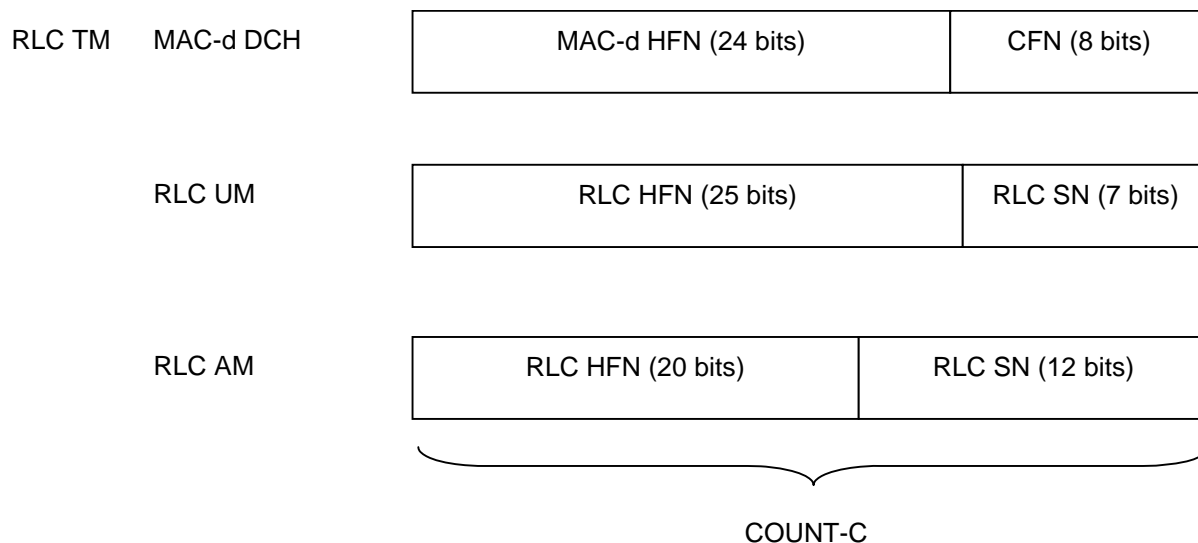 RLC TM MAC-d DCH MAC-d HFN (24 bits) CFN (8 bits)
RLC UM RLC HFN (25 bits) RLC SN (7 bits)
RLC AM RLC HFN (20 bits) RLC SN (12 bits)
COUNT-C